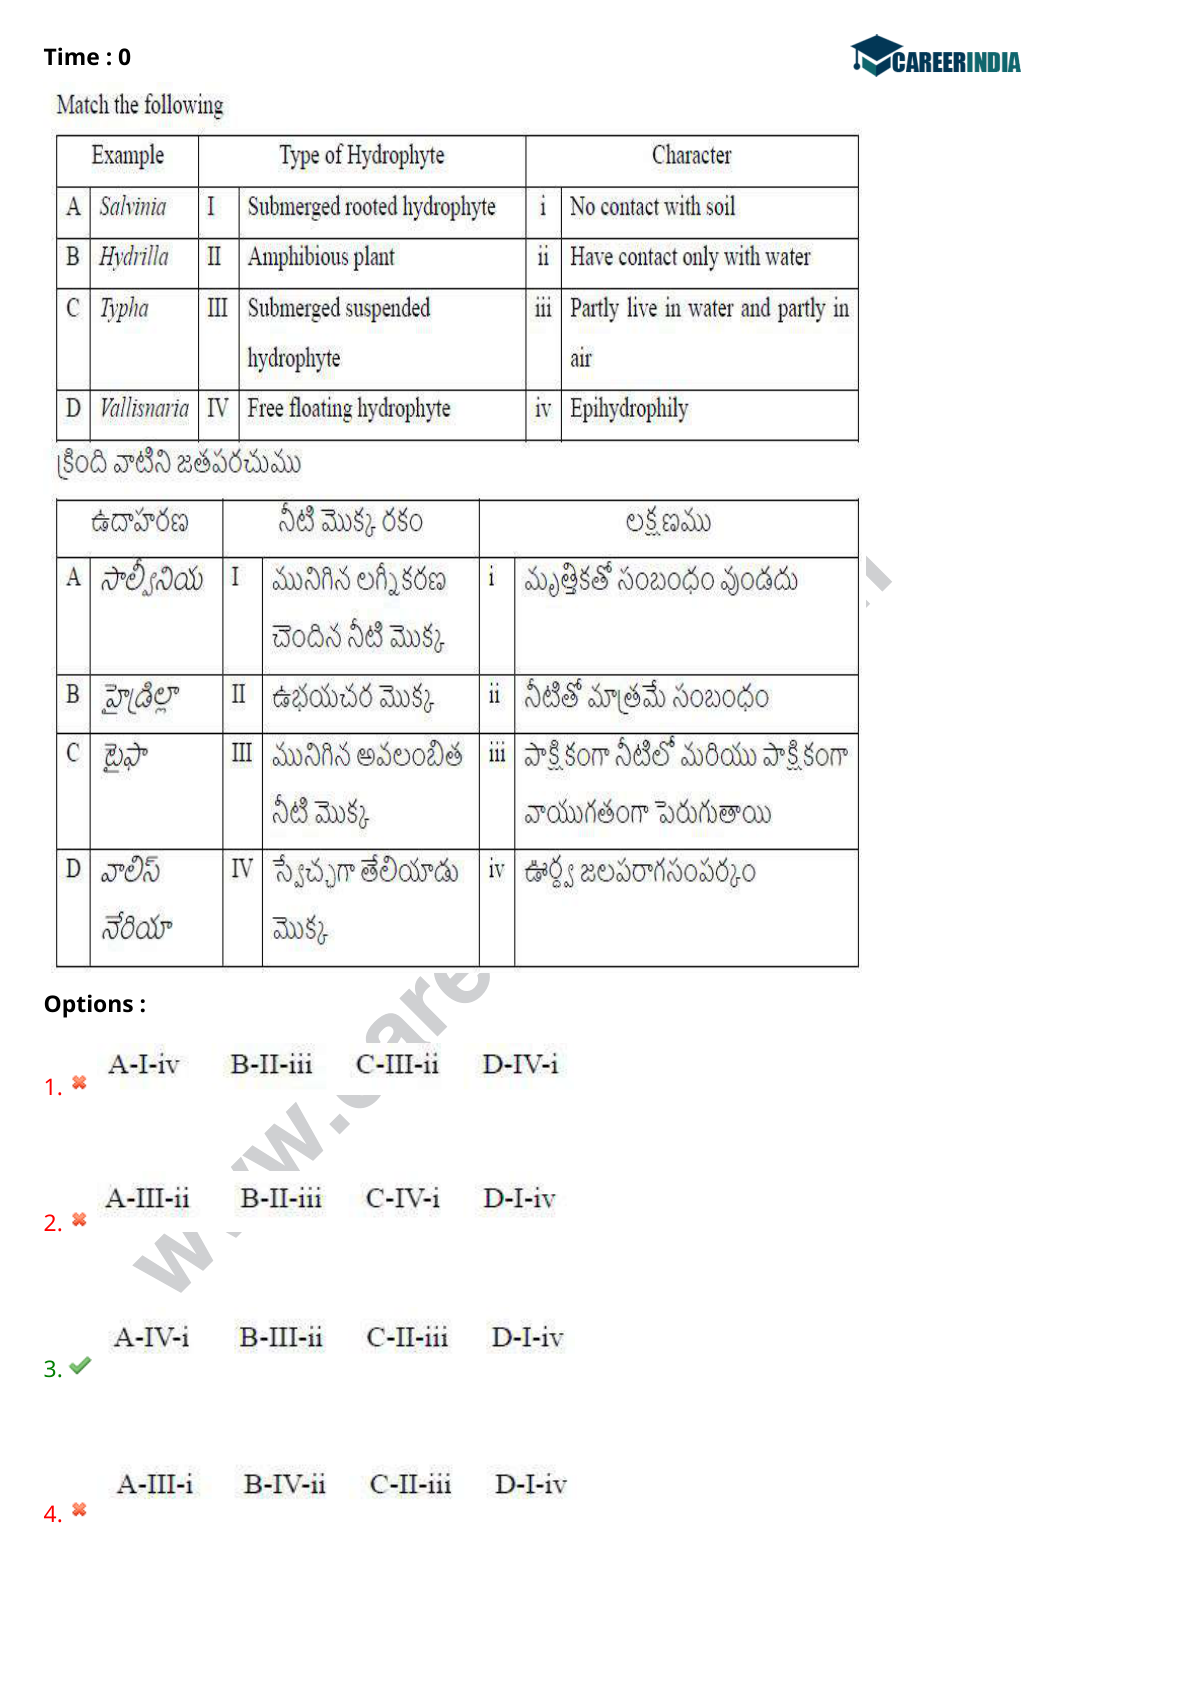 Time : 0
CAREERINDIA
Match the following
Example Type of Hydrophyte Character
A Salvinia I Submerged rooted hydrophyte i No contact with soil
B Hydrilla II Amphibious plant ii Have contact only with water
C Typha III Submerged suspended iii Partly live in water and partly in
hydrophyte air
D Vallisnaria IV Free floating hydrophyte iv Epihydrophily
క్రింది వాటిని జతపరచుము
ఉదాహరణ నీటి మొక్క రకం లక్షణము
A సాల్వీనియ I మునిగిన లగ్నీకరణ i మృత్తికతో సంబంధం వుండదు
చెందిన నీటి మొక్క
B హైడ్రిల్లా II ఉభయచర మొక్క ii నీటితో మాత్రమే సంబంధం
C టైఫా III మునిగిన అవలంబిత iii పాక్షికంగా నీటిలో మరియు పాక్షికంగా
నీటి మొక్క వాయుగతంగా పెరుగుతాయి
D వాలిస్ IV స్వేచ్ఛగా తేలియాడు iv ఊర్ధ్వ జలపరాగసంపర్కం
నేరియా మొక్క
Options :
A-I-iv B-II-iii C-III-ii D-IV-i
1.
A-III-ii B-II-iii C-IV-i D-I-iv
2.
A-IV-i B-III-ii C-II-iii D-I-iv
3.
A-III-i B-IV-ii C-II-iii D-I-iv
4.